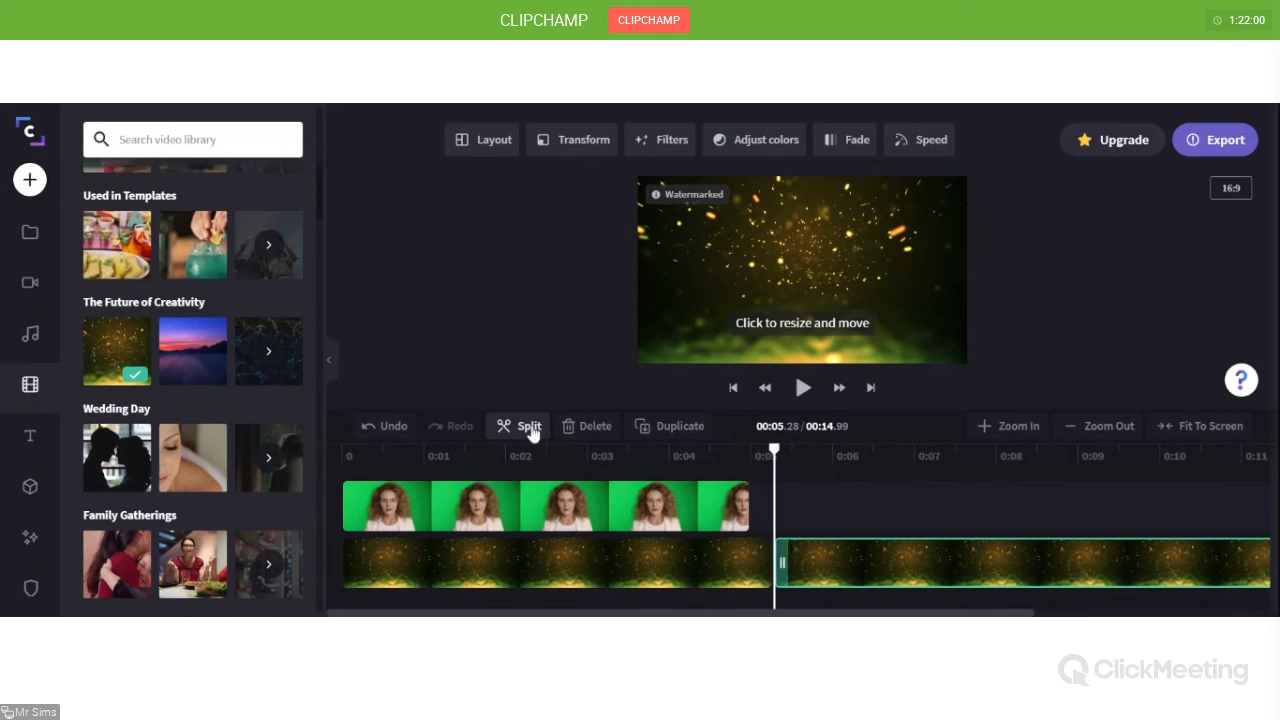 CLIPCHAMP
CLIPCHAMP
1:22:00
C
Search video library
Layout
Transform
Filters
Adjust colors
Fade
Speed
Upgrade
Export
Used in Templates
Watermarked
16:9
The Future of Creativity
Click to resize and move
?
Wedding Day
Undo
Redo
Split
Delete
Duplicate
00:05.28 / 00:14.99
Zoom In
Zoom Out
Fit To Screen
0
0:01
0:02
0:03
0:04
0:06
0:07
0:08
0:09
0:10
0:11
Family Gatherings
ClickMeeting
Mr Sims